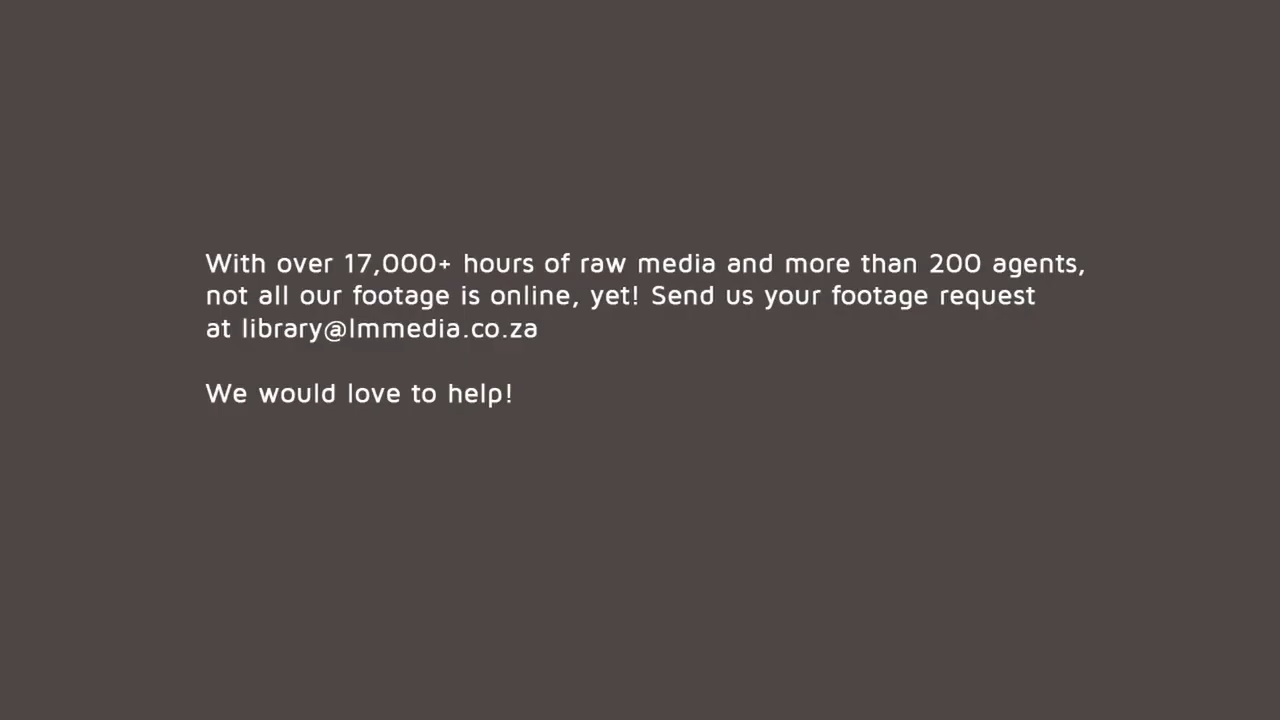 With over 17,000+ hours of raw media and more than 200 agents,
not all our footage is online, yet! Send us your footage request
at library@lmmedia.co.za
We would love to help!